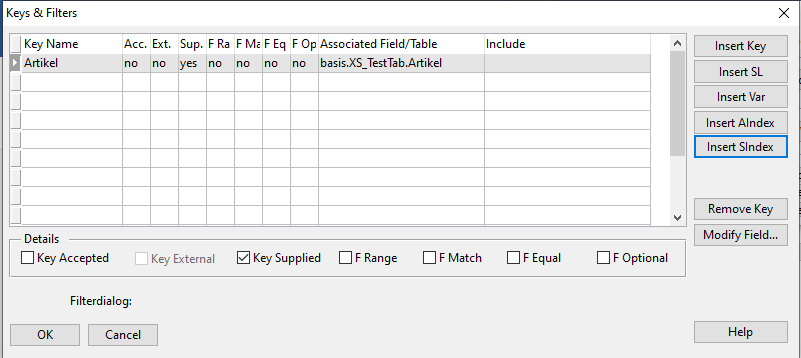 Keys & Filters
Key Name Acc. Ext. Sup. F Ra F Ma F Eq F Op Associated Field/Table Include
Artikel no no yes no no no no basis.XS_TestTab.Artikel
Insert Key
Insert SL
Insert Var
Insert AIndex
Insert SIndex
Remove Key
Modify Field...
Details
Key Accepted Key External Key Supplied F Range F Match F Equal F Optional
Filterdialog:
OK Cancel Help